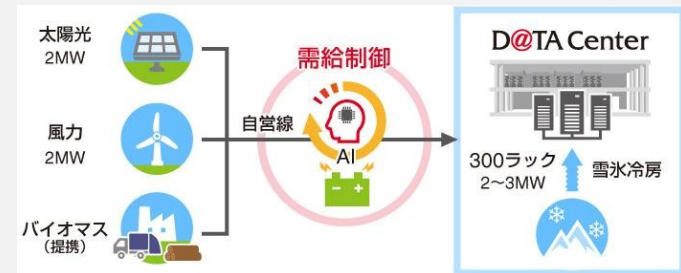 太陽光
2MW
風力
2MW
バイオマス
(提携)
自営線
需給制御
AI
D@TA Center
300ラック
2〜3MW
雪氷冷房